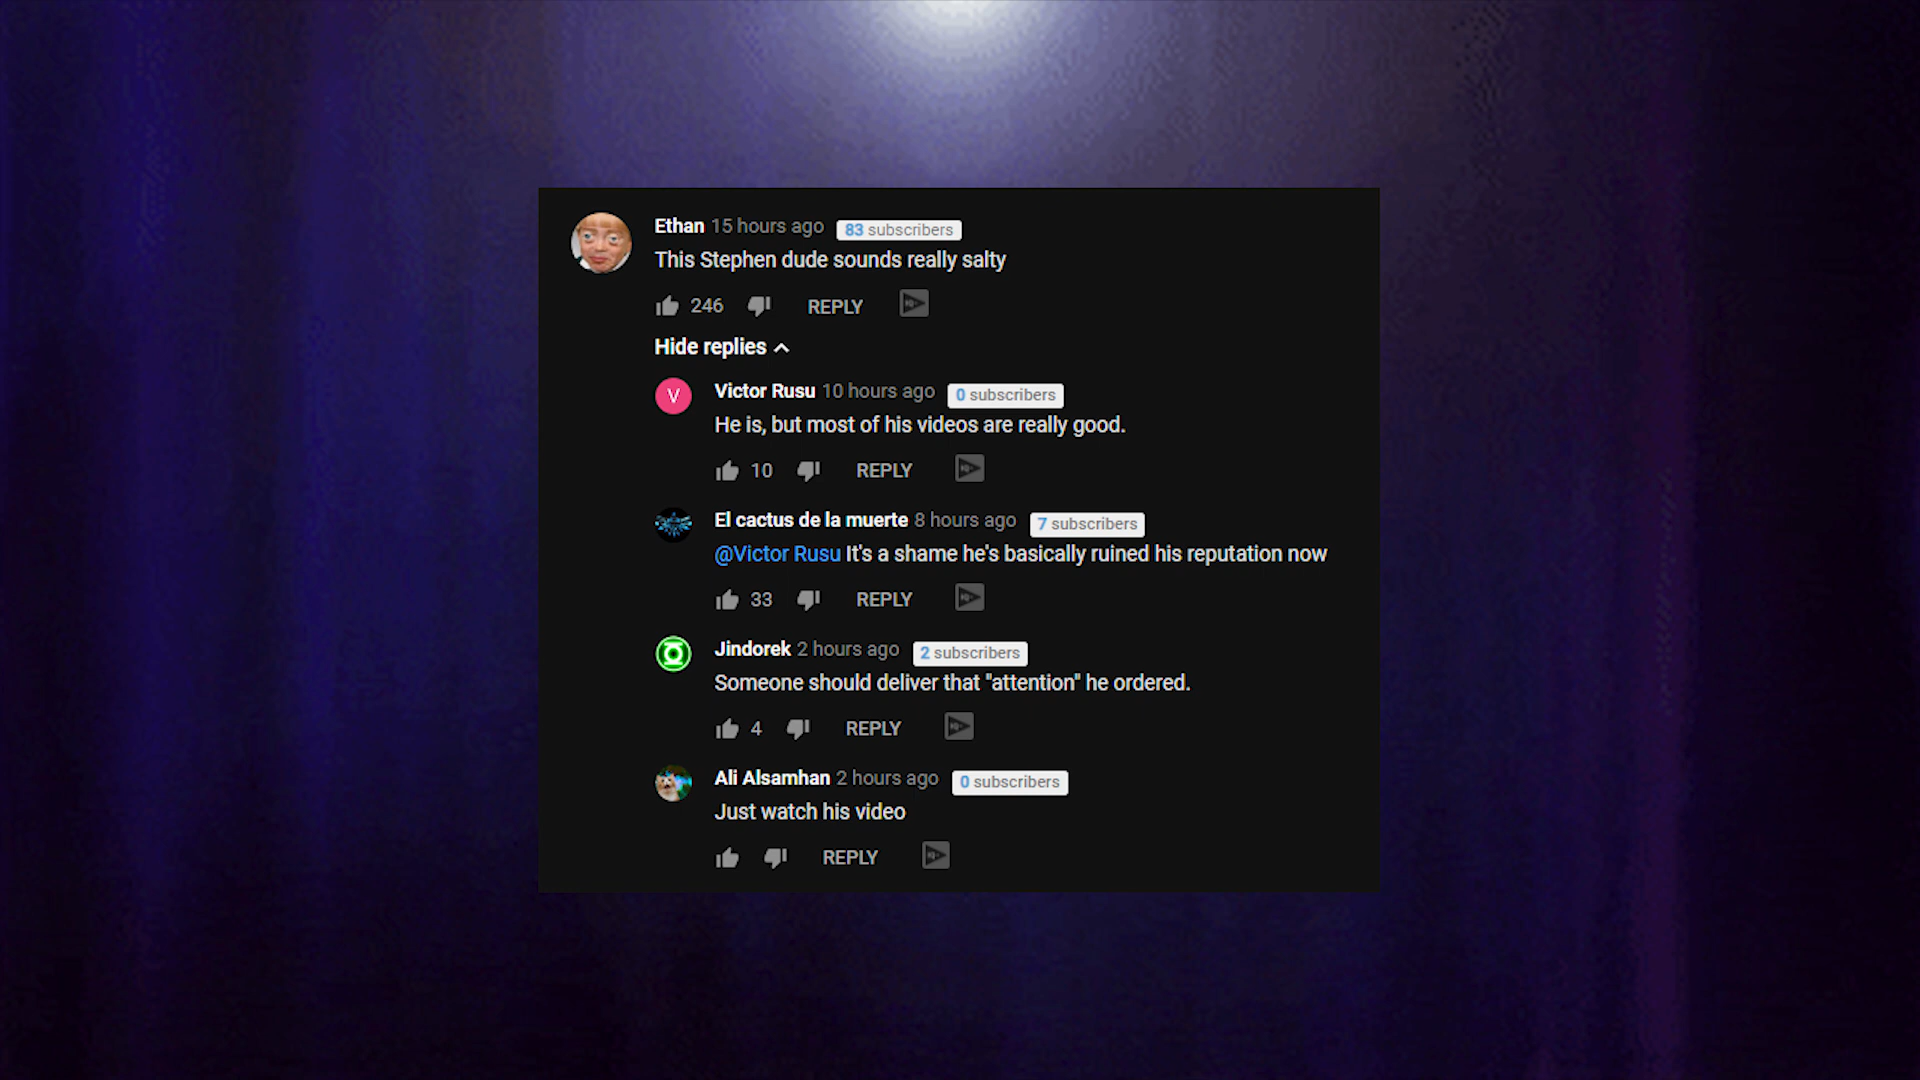 Ethan 15 hours ago 83 subscribers
This Stephen dude sounds really salty
246 REPLY
Hide replies
V Victor Rusu 10 hours ago 0 subscribers
He is, but most of his videos are really good.
10 REPLY
El cactus de la muerte 8 hours ago 7 subscribers
@Victor Rusu It's a shame he's basically ruined his reputation now
33 REPLY
Jindorek 2 hours ago 2 subscribers
Someone should deliver that "attention" he ordered.
4 REPLY
Ali Alsamhan 2 hours ago 0 subscribers
Just watch his video
REPLY